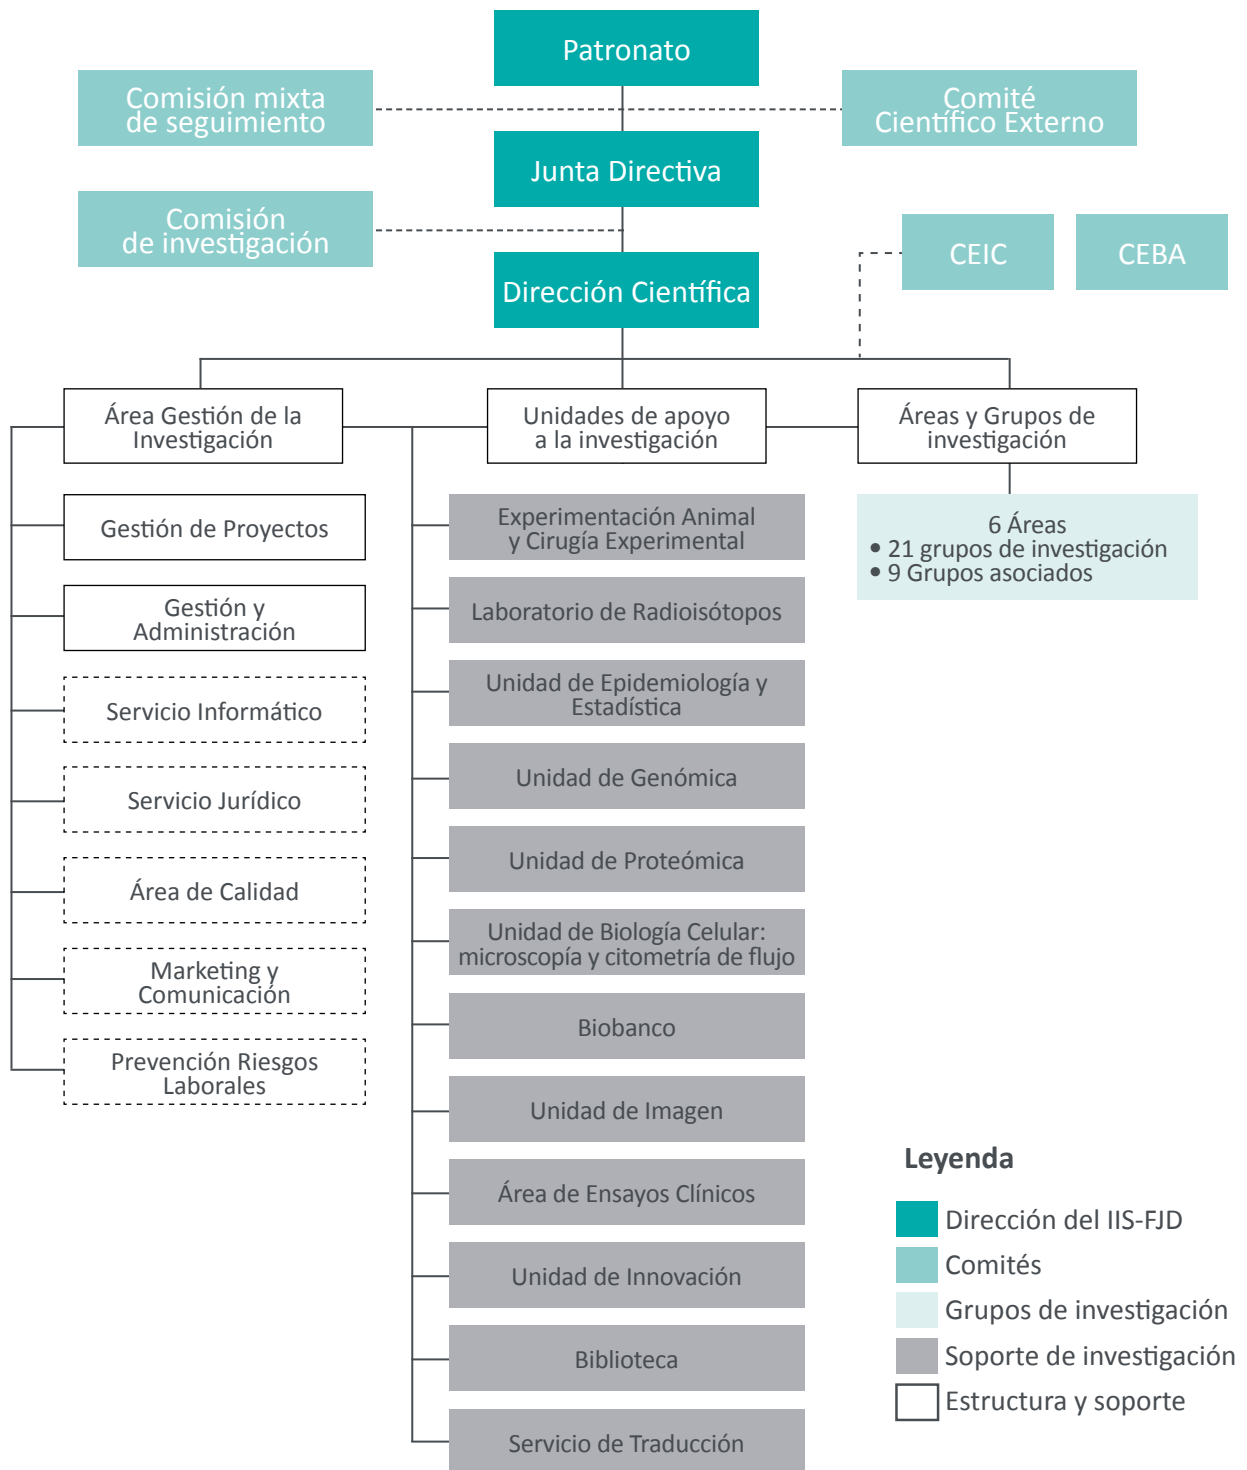 Patronato
Comisión mixta
de seguimiento
Comité
Científico Externo
Junta Directiva
Comisión
de investigación
CEIC
CEBA
Dirección Científica
Área Gestión de la
Investigación
Unidades de apoyo
a la investigación
Áreas y Grupos de
investigación
Gestión de Proyectos
Gestión y
Administración
Servicio Informático
Servicio Jurídico
Área de Calidad
Marketing y
Comunicación
Prevención Riesgos
Laborales
Experimentación Animal
y Cirugía Experimental
Laboratorio de Radioisótopos
Unidad de Epidemiología y
Estadística
Unidad de Genómica
Unidad de Proteómica
Unidad de Biología Celular:
microscopía y citometría de flujo
Biobanco
Unidad de Imagen
Área de Ensayos Clínicos
Unidad de Innovación
Biblioteca
Servicio de Traducción
6 Áreas
• 21 grupos de investigación
• 9 Grupos asociados
Leyenda
Dirección del IIS-FJD
Comités
Grupos de investigación
Soporte de investigación
Estructura y soporte